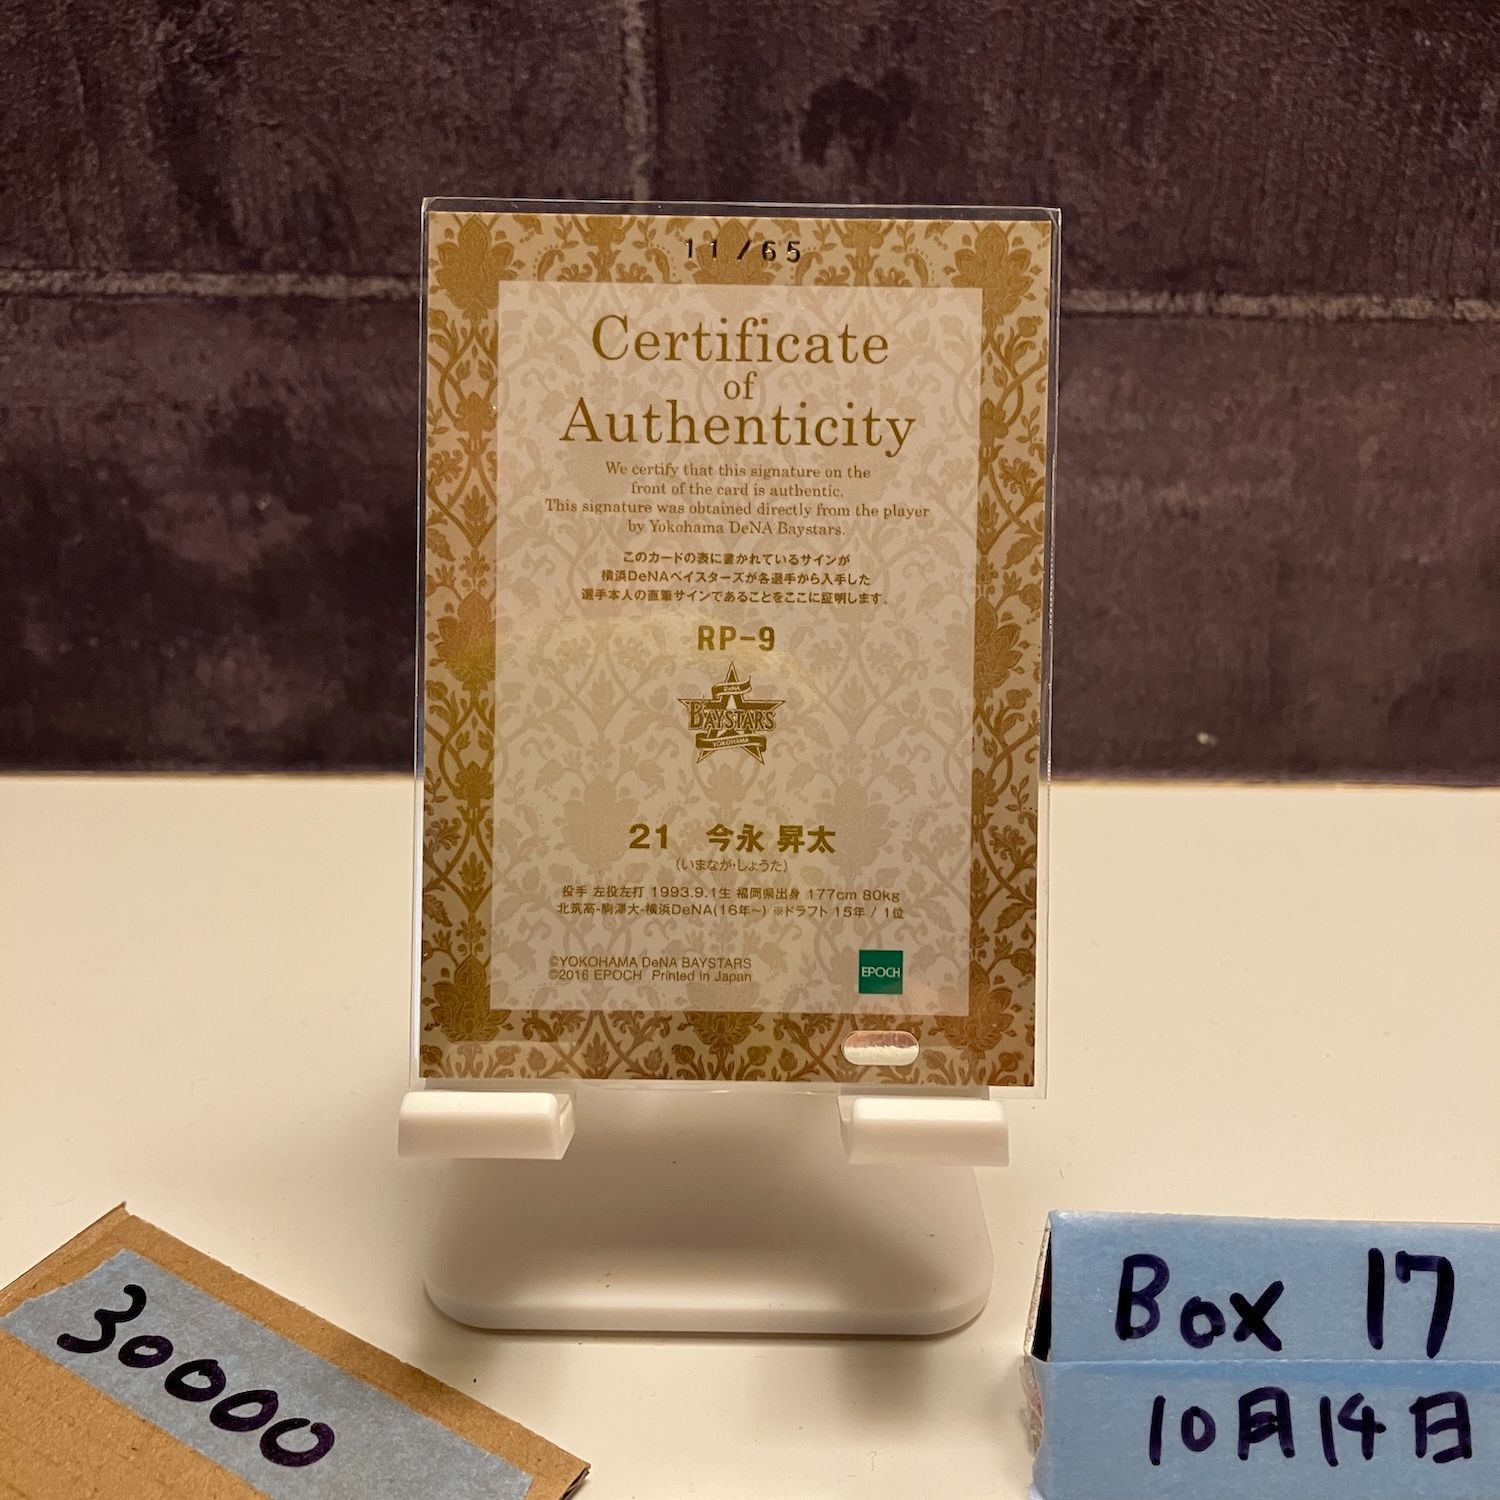 11/65
Certificate
of
Authenticity
We certify that this signature on the
front of the card is authentic.
This signature was obtained directly from the player
by Yokohama DeNA Baystars.
このカードの表に書かれているサインが
横浜DeNAベイスターズが各選手から入手した
選手本人の直筆サインであることをここに証明します。
RP-9
DeNA
BAYSTARS
YOKOHAMA
21 今永 昇太
(いまなが・しょうた)
投手 左投左打 1993.9.1生 福岡県出身 177cm 80kg
北筑高-駒澤大-横浜DeNA(16年~) ※ドラフト 15年 / 1位
©YOKOHAMA DeNA BAYSTARS
©2016 EPOCH Printed in Japan
EPOCH
30000
Box 17
10月14日